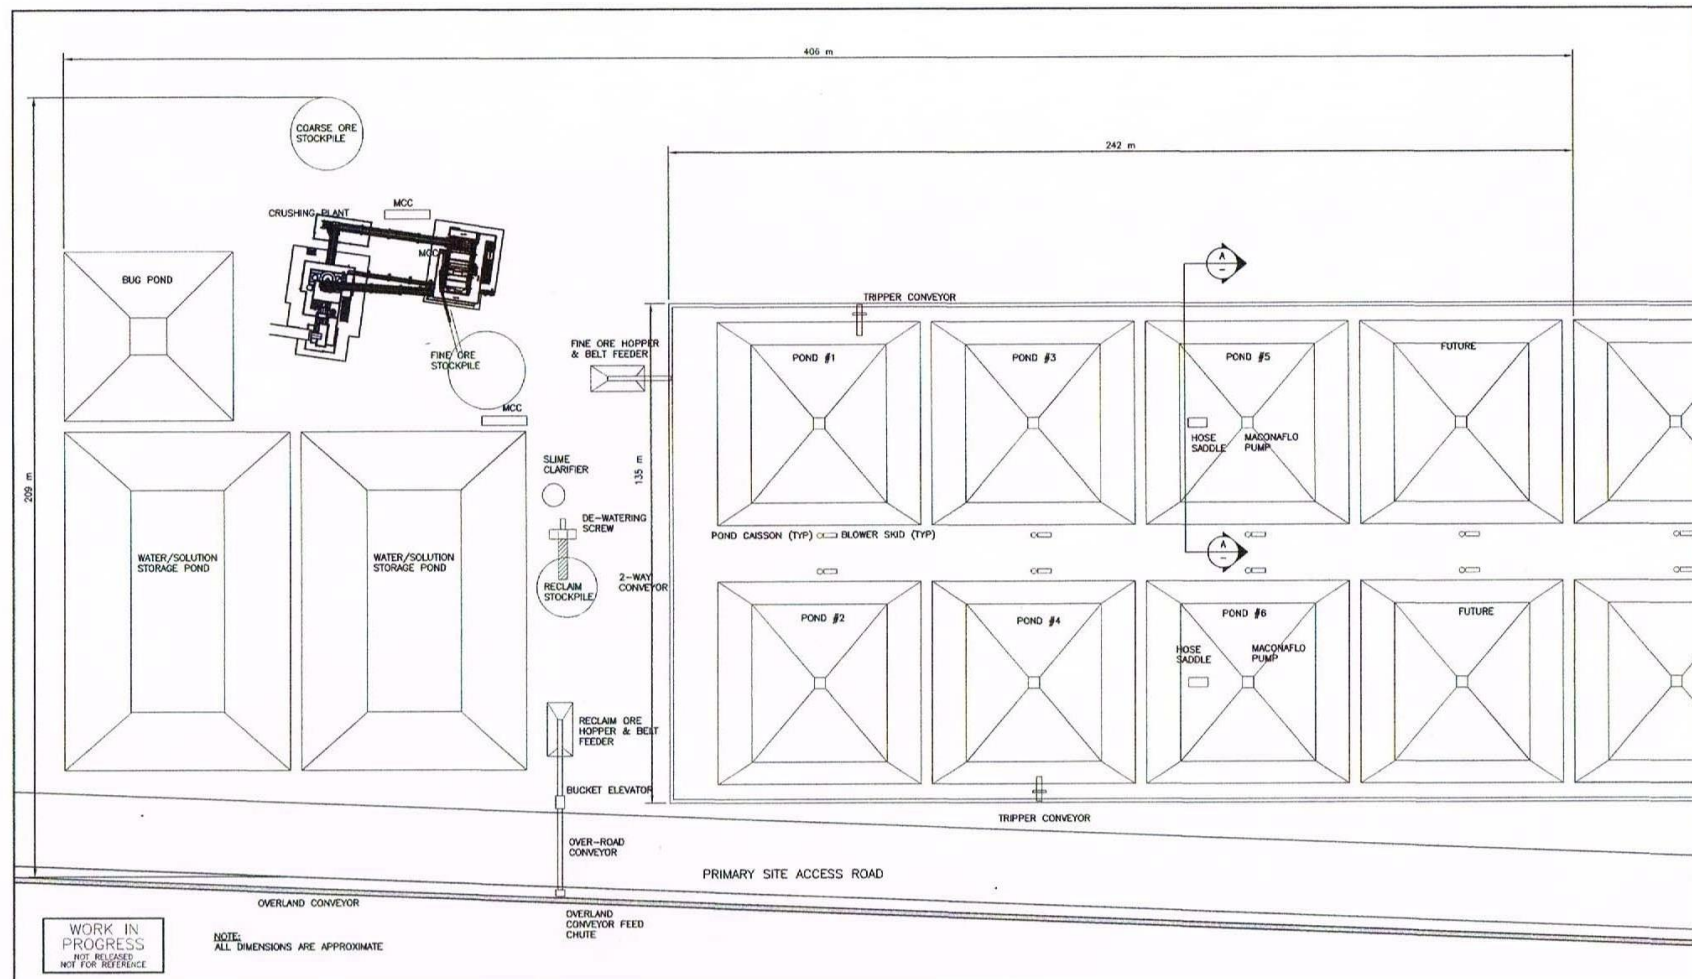 406 m
COARSE ORE
STOCKPILE
242 m
MCC
CRUSHING PLANT
MCC
A
–
BUG POND
TRIPPER CONVEYOR
FINE ORE HOPPER
& BELT FEEDER
FINE ORE
STOCKPILE
POND #1
POND #3
POND #5
FUTURE
MCC
HOSE
SADDLE
MACONAFLO
PUMP
SLIME
CLARIFIER
135 m
209 m
DE-WATERING
SCREW
POND CAISSON (TYP)
BLOWER SKID (TYP)
A
–
WATER/SOLUTION
STORAGE POND
WATER/SOLUTION
STORAGE POND
RECLAIM
STOCKPILE
2-WAY
CONVEYOR
POND #2
POND #4
POND #6
FUTURE
HOSE
SADDLE
MACONAFLO
PUMP
RECLAIM ORE
HOPPER & BELT
FEEDER
BUCKET ELEVATOR
TRIPPER CONVEYOR
OVER-ROAD
CONVEYOR
PRIMARY SITE ACCESS ROAD
OVERLAND CONVEYOR
OVERLAND
CONVEYOR FEED
CHUTE
WORK IN
PROGRESS
NOT RELEASED
NOT FOR REFERENCE
NOTE:
ALL DIMENSIONS ARE APPROXIMATE